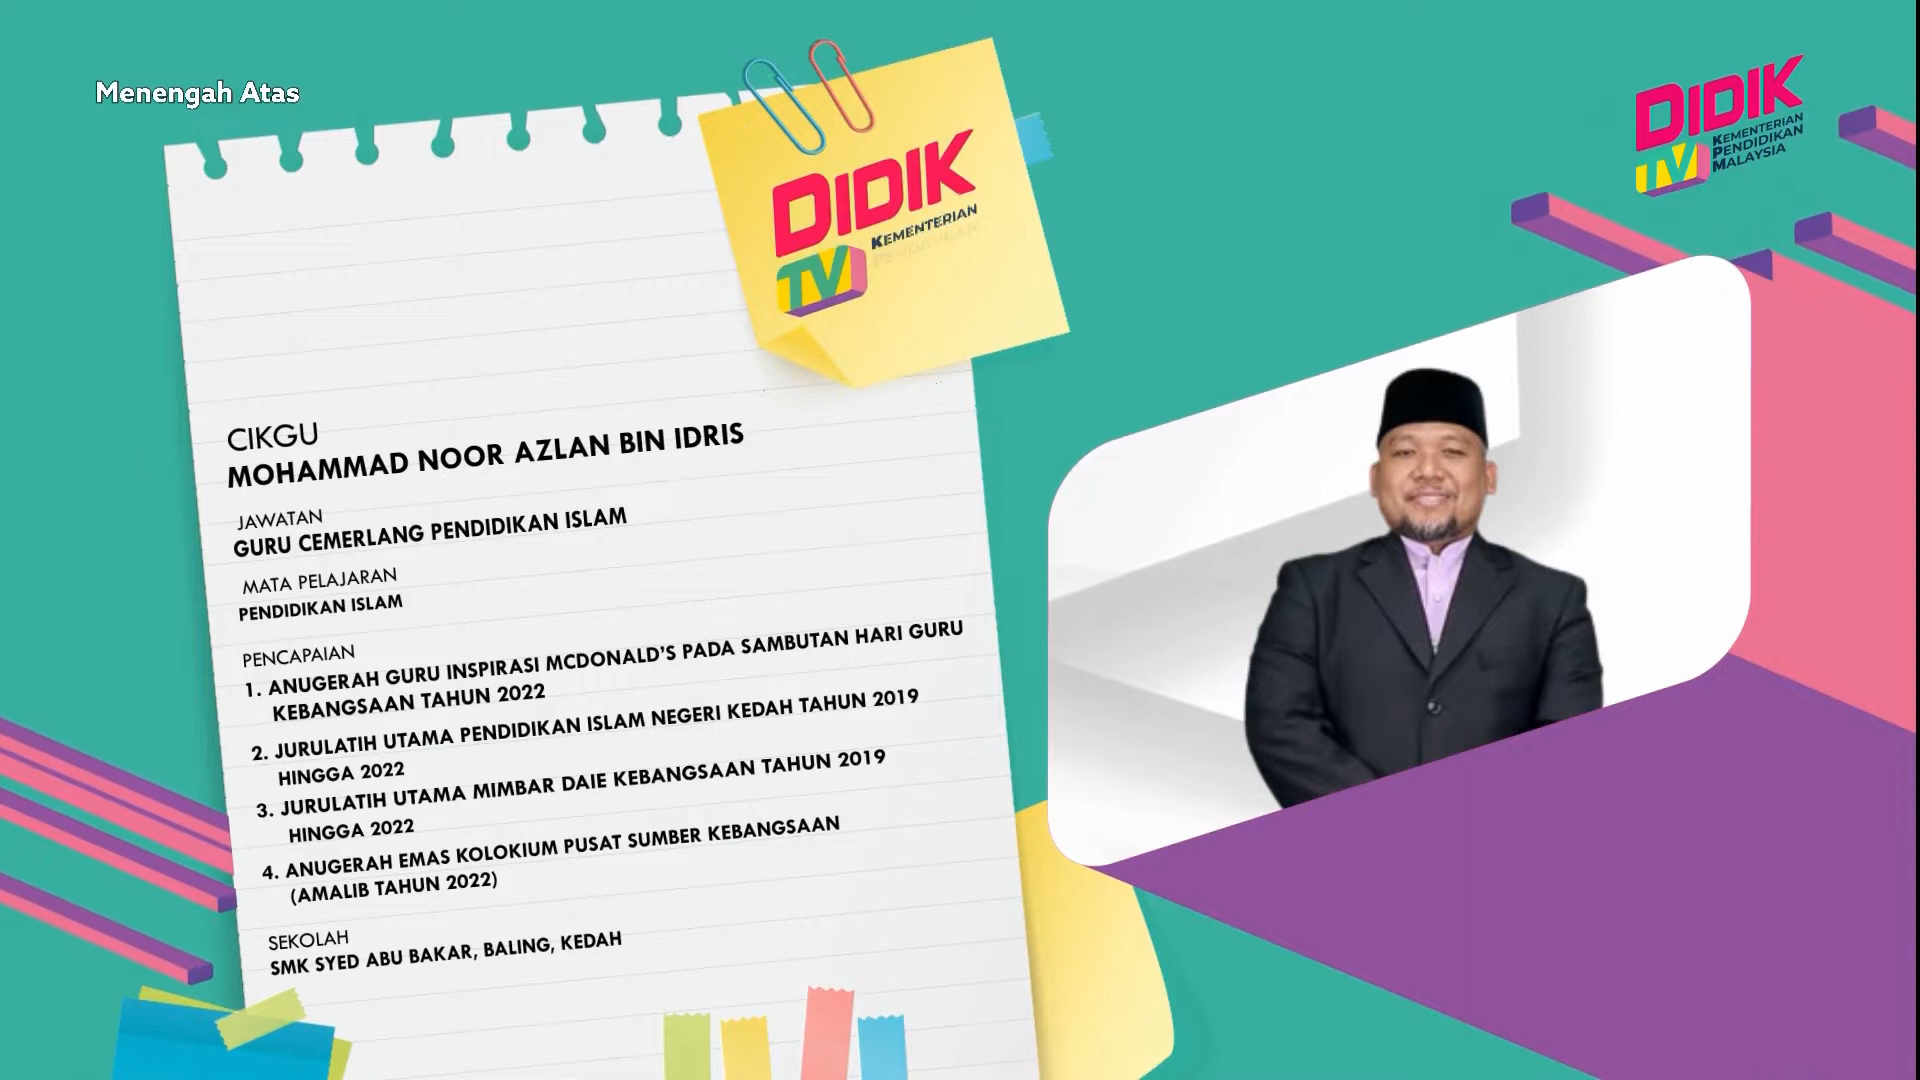 Menengah Atas
DIDIK
TV
KEMENTERIAN
PENDIDIKAN
DIDIK
TV
KEMENTERIAN
PENDIDIKAN
MALAYSIA
CIKGU
MOHAMMAD NOOR AZLAN BIN IDRIS
JAWATAN
GURU CEMERLANG PENDIDIKAN ISLAM
MATA PELAJARAN
PENDIDIKAN ISLAM
PENCAPAIAN
1. ANUGERAH GURU INSPIRASI MCDONALD'S PADA SAMBUTAN HARI GURU
KEBANGSAAN TAHUN 2022
2. JURULATIH UTAMA PENDIDIKAN ISLAM NEGERI KEDAH TAHUN 2019
HINGGA 2022
3. JURULATIH UTAMA MIMBAR DAIE KEBANGSAAN TAHUN 2019
HINGGA 2022
4. ANUGERAH EMAS KOLOKIUM PUSAT SUMBER KEBANGSAAN
(AMALIB TAHUN 2022)
SEKOLAH
SMK SYED ABU BAKAR, BALING, KEDAH